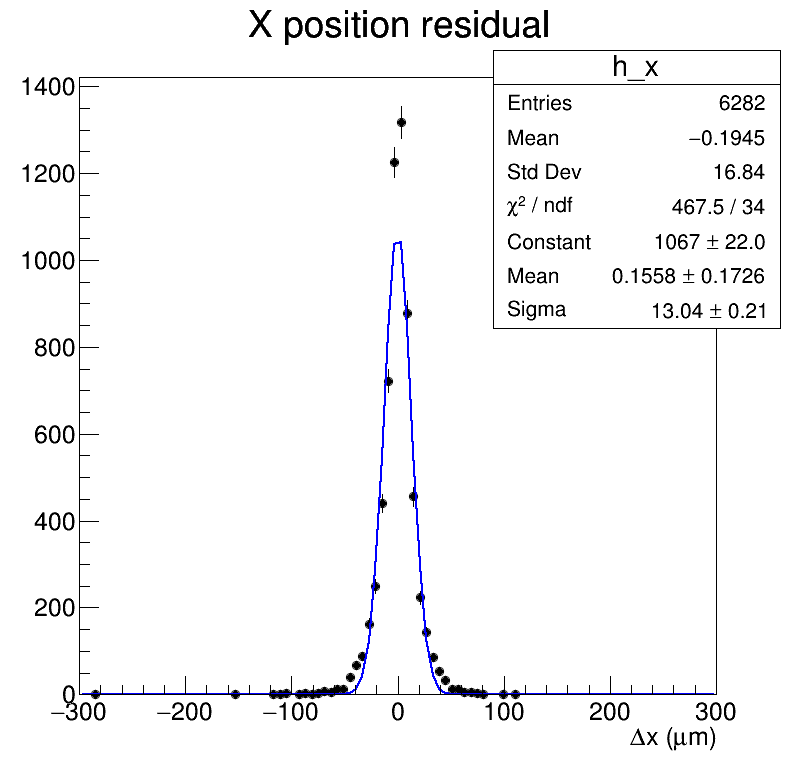 X position residual
h_x
Entries 6282
Mean −0.1945
Std Dev 16.84
χ² / ndf 467.5 / 34
Constant 1067 ± 22.0
Mean 0.1558 ± 0.1726
Sigma 13.04 ± 0.21
1400
1200
1000
800
600
400
200
0
−300 −200 −100 0 100 200 300
Δx (μm)